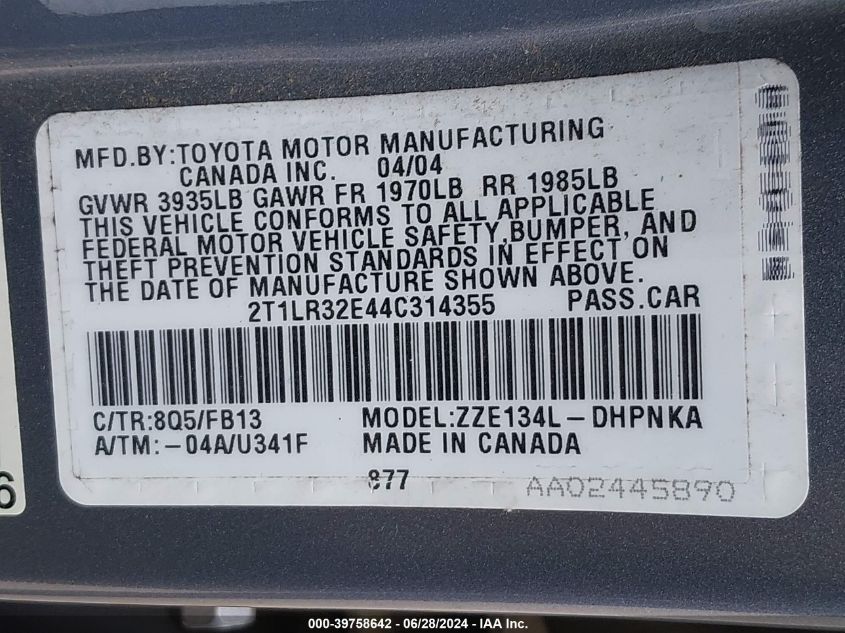 MFD.BY:TOYOTA MOTOR MANUFACTURING
CANADA INC. 04/04
GVWR 3935LB GAWR FR 1970LB RR 1985LB
THIS VEHICLE CONFORMS TO ALL APPLICABLE
FEDERAL MOTOR VEHICLE SAFETY,BUMPER, AND
THEFT PREVENTION STANDARDS IN EFFECT ON
THE DATE OF MANUFACTURE SHOWN ABOVE.
2T1LR32E44C314355 PASS.CAR
C/TR:8Q5/FB13 MODEL:ZZE134L-DHPNKA
A/TM:-04A/U341F MADE IN CANADA
877 AA02445890
6
000-39758642 / 06/28/2024 / IAA Inc.